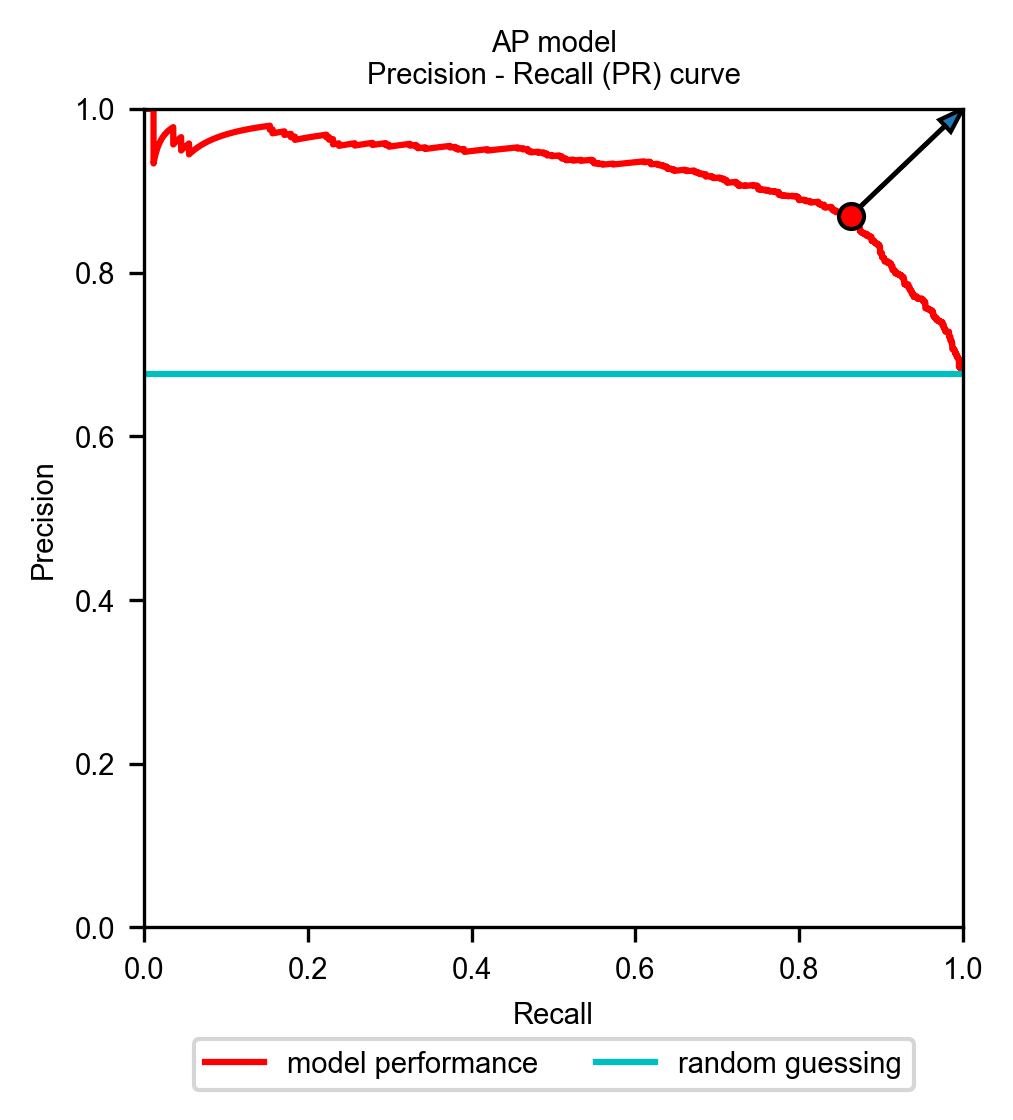 AP model
Precision - Recall (PR) curve
1.0
0.8
0.6
0.4
0.2
0.0
Precision
0.0 0.2 0.4 0.6 0.8 1.0
Recall
model performance random guessing